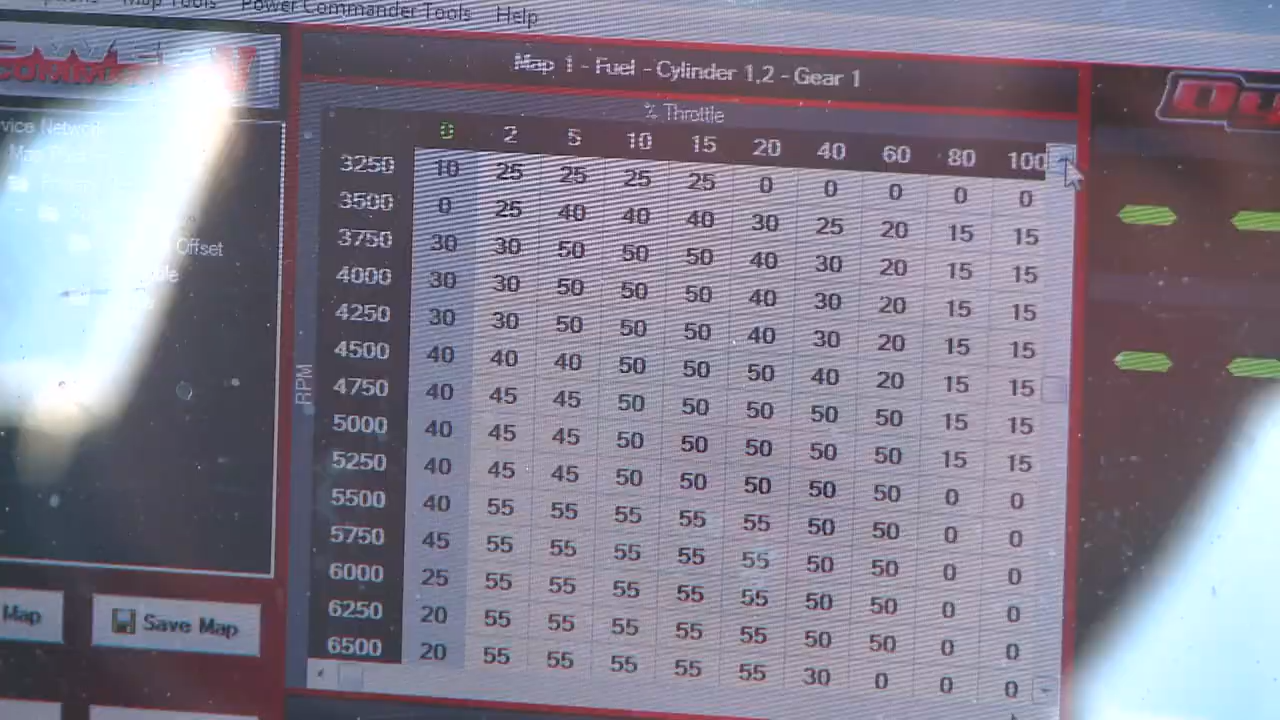 Map Tools Power Commander Tools Help
COMMANDER
Map 1 - Fuel - Cylinder 1,2 - Gear 1
% Throttle
0 2 5 10 15 20 40 60 80 100
3250 10 25 25 25 25 0 0 0 0 0
3500 0 25 40 40 40 30 25 20 15 15
3750 30 30 50 50 50 40 30 20 15 15
4000 30 30 50 50 50 40 30 20 15 15
4250 30 30 50 50 50 40 30 20 15 15
4500 40 40 40 50 50 50 40 20 15 15
4750 40 45 45 50 50 50 50 50 15 15
5000 40 45 45 50 50 50 50 50 15 15
5250 40 45 45 50 50 50 50 50 0 0
5500 40 55 55 55 55 55 50 50 0 0
5750 45 55 55 55 55 55 50 50 0 0
6000 25 55 55 55 55 55 50 50 0 0
6250 20 55 55 55 55 55 50 50 0 0
6500 20 55 55 55 55 55 30 0 0 0
RPM
Offset
Map
Save Map